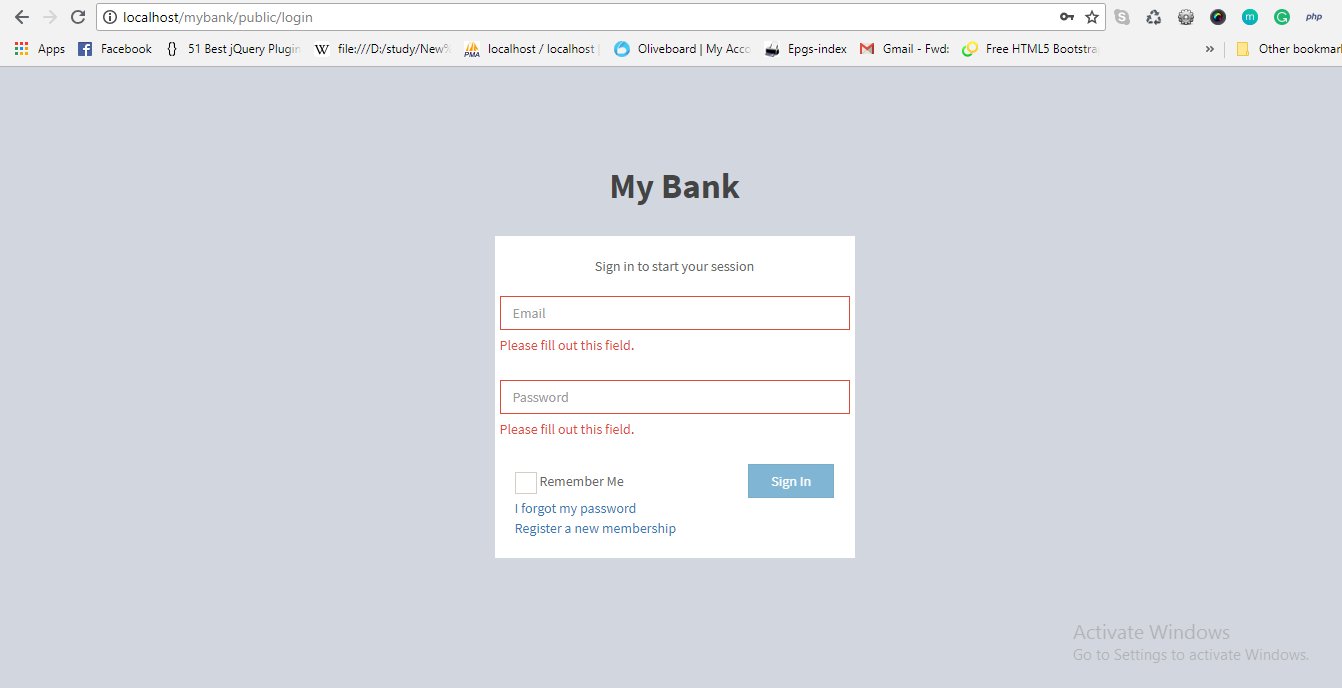 localhost/mybank/public/login
php
Apps Facebook {} 51 Best jQuery Plugin W file:///D:/study/New% PMA localhost / localhost Oliveboard | My Acco Epgs-index Gmail - Fwd: Free HTML5 Bootstra » Other bookmar
My Bank
Sign in to start your session
Email
Please fill out this field.
Password
Please fill out this field.
Remember Me
Sign In
I forgot my password
Register a new membership
Activate Windows
Go to Settings to activate Windows.